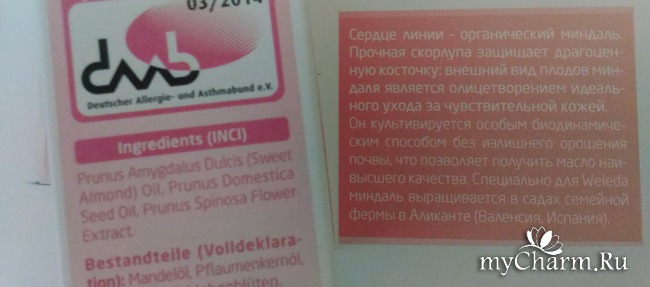 03/2014
daab
Deutscher Allergie- und Asthmabund e.V.
Ingredients (INCI)
Prunus Amygdalus Dulcis (Sweet
Almond) Oil, Prunus Domestica
Seed Oil, Prunus Spinosa Flower
Extract.
Bestandteile (Volldeklara-
tion): Mandelöl, Pflaumenkernöl,
Сердце линии – органический миндаль.
Прочная скорлупа защищает драгоцен-
ную косточку: внешний вид плодов мин-
даля является олицетворением идеаль-
ного ухода за чувствительной кожей.
Он культивируется особым биодинамиче-
ским способом без излишнего орошения
почвы, что позволяет получить масло наи-
высшего качества. Специально для Weleda
миндаль выращивается в садах семейной
фермы в Аликанте (Валенсия, Испания).
myCharm.Ru